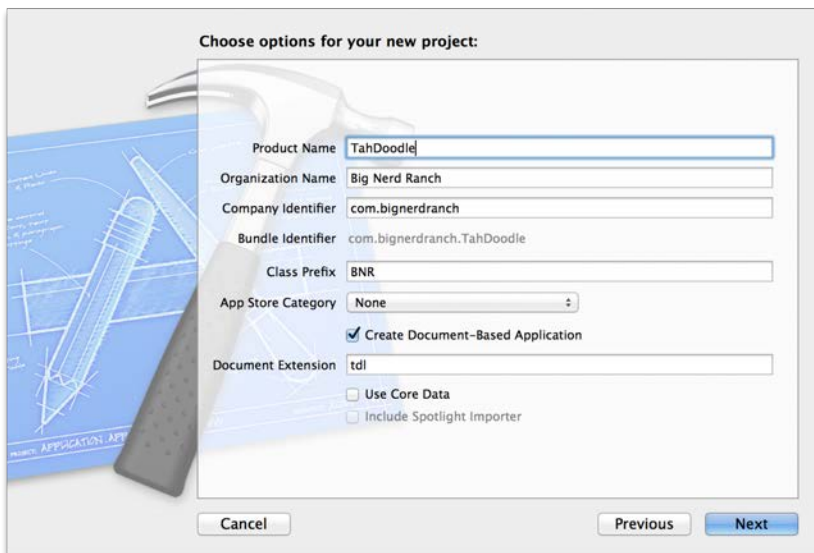 Choose options for your new project:
Product Name TahDoodle
Organization Name Big Nerd Ranch
Company Identifier com.bignerdranch
Bundle Identifier com.bignerdranch.TahDoodle
Class Prefix BNR
App Store Category None
Create Document-Based Application
Document Extension tdl
Use Core Data
Include Spotlight Importer
Cancel Previous Next